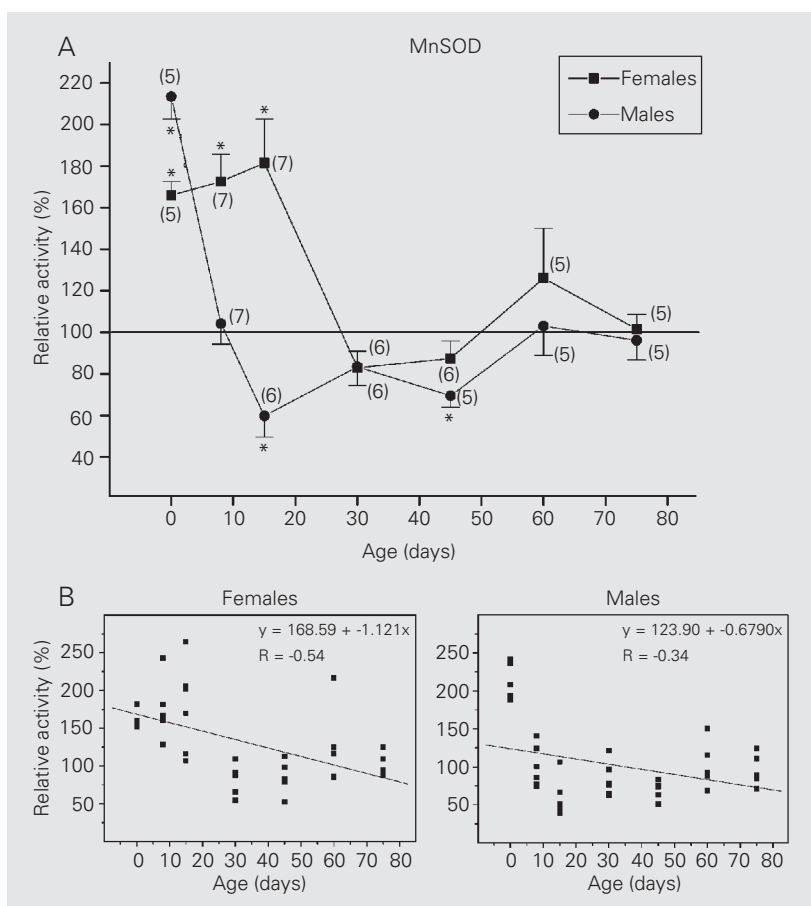 A
MnSOD
Females
Males
Relative activity (%)
220
200
180
160
140
120
100
80
60
40
(5)
*
*
(5)
*
(7)
*
(7)
(7)
(6)
*
(6)
(6)
(6)
(5)
*
(5)
(5)
(5)
(5)
0 10 20 30 40 50 60 70 80
Age (days)
B
Females
y = 168.59 + -1.121x
R = -0.54
Relative activity (%)
250
200
150
100
50
0 10 20 30 40 50 60 70 80
Age (days)
Males
y = 123.90 + -0.6790x
R = -0.34
250
200
150
100
50
0 10 20 30 40 50 60 70 80
Age (days)